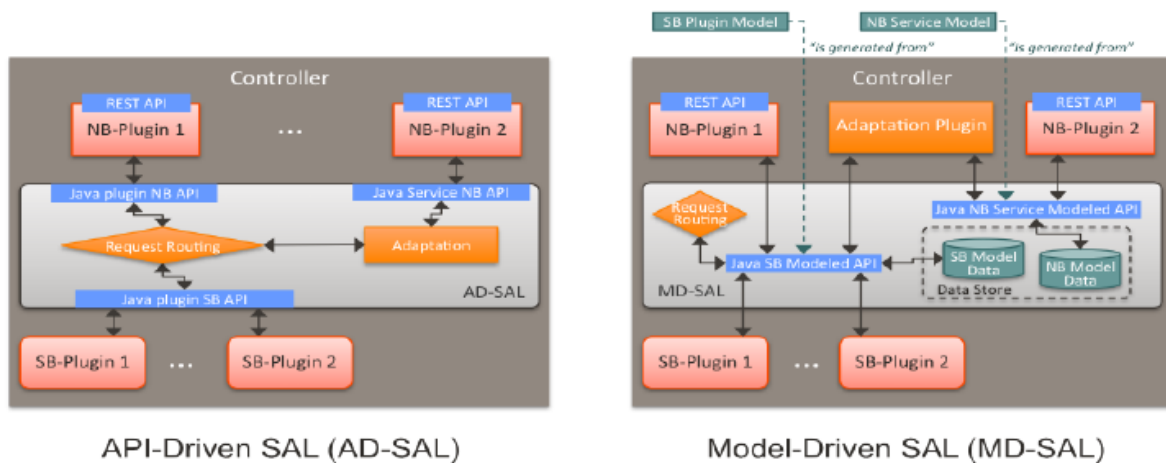 SB Plugin Model
NB Service Model
"is generated from"
"is generated from"
Controller
REST API
NB-Plugin 1
...
REST API
NB-Plugin 2
Java plugin NB API
Java Service NB API
Request Routing
Adaptation
Java plugin SB API
AD-SAL
SB-Plugin 1
...
SB-Plugin 2
API-Driven SAL (AD-SAL)
Controller
REST API
NB-Plugin 1
Adaptation Plugin
REST API
NB-Plugin 2
Request
Routing
Java NB Service Modeled API
Java SB Modeled API
SB Model
Data
NB Model
Data
Data Store
MD-SAL
SB-Plugin 1
...
SB-Plugin 2
Model-Driven SAL (MD-SAL)